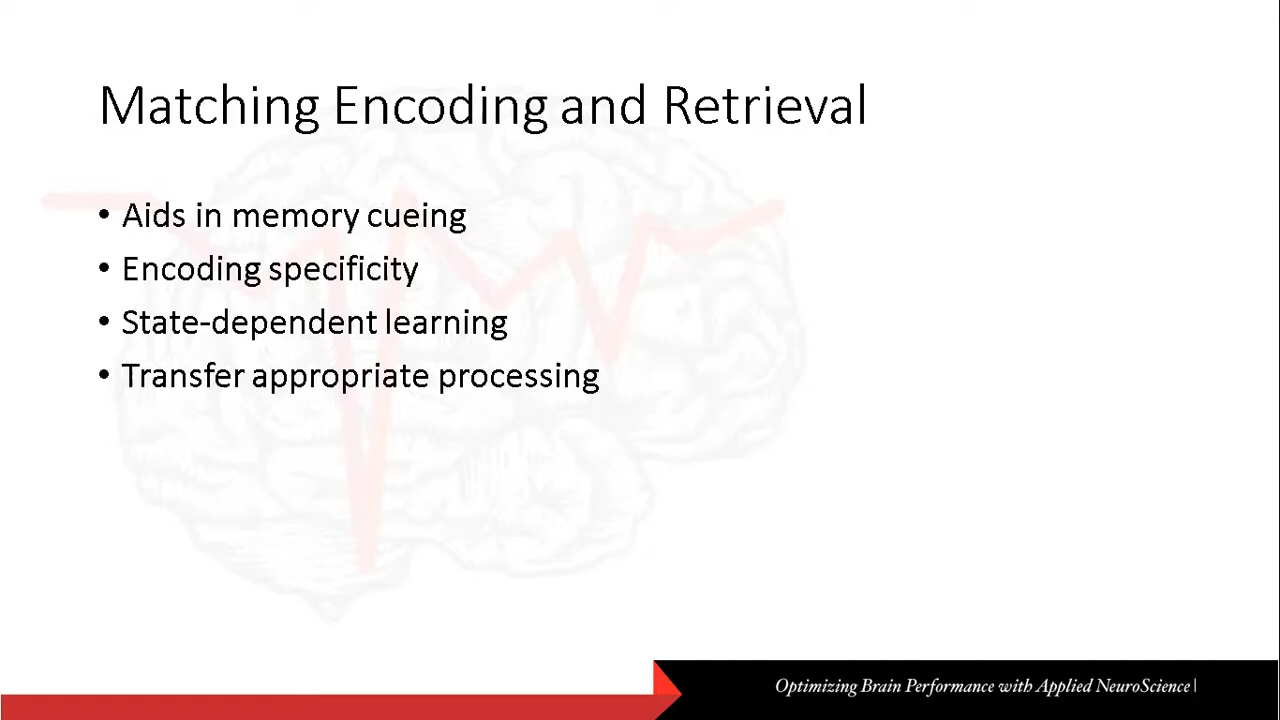 Matching Encoding and Retrieval
• Aids in memory cueing
• Encoding specificity
• State-dependent learning
• Transfer appropriate processing
Optimizing Brain Performance with Applied NeuroScience |